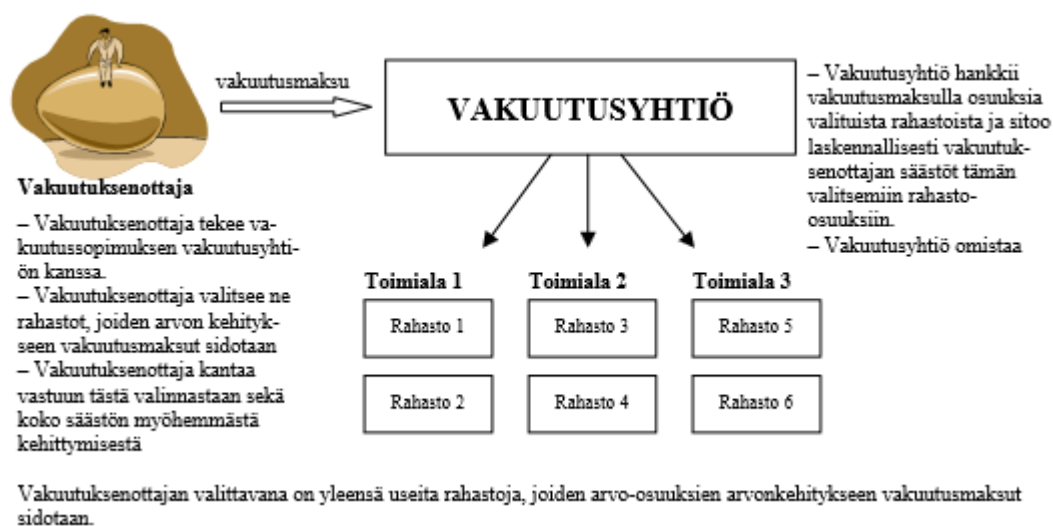 vakuutusmaksu
VAKUUTUSYHTIÖ
– Vakuutusyhtiö hankkii
vakuutusmaksulla osuuksia
valituista rahastoista ja sitoo
laskennallisesti vakuutuk-
senottajan säästöt tämän
valitsemiin rahasto-
osuuksiin.
– Vakuutusyhtiö omistaa
Vakuutuksenottaja
– Vakuutuksenottaja tekee va-
kuutussopimuksen vakuutusyhti-
ön kanssa.
– Vakuutuksenottaja valitsee ne
rahastot, joiden arvon kehityk-
seen vakuutusmaksut sidotaan
– Vakuutuksenottaja kantaa
vastuun tästä valinnastaan sekä
koko säästön myöhemmästä
kehittymisestä
Toimiala 1 Toimiala 2 Toimiala 3
Rahasto 1 Rahasto 3 Rahasto 5
Rahasto 2 Rahasto 4 Rahasto 6
Vakuutuksenottajan valittavana on yleensä useita rahastoja, joiden arvo-osuuksien arvonkehitykseen vakuutusmaksut
sidotaan.